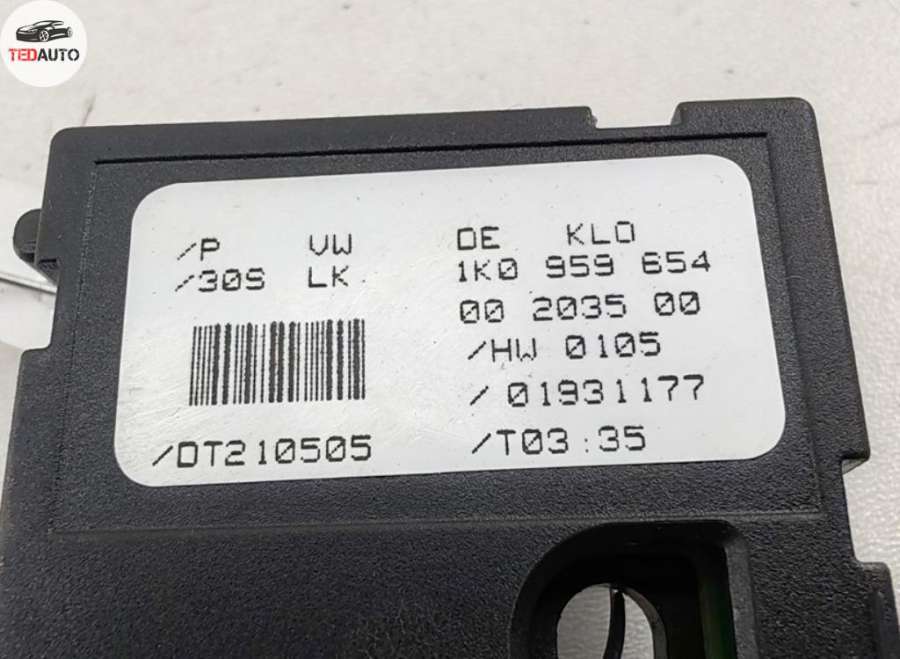 TEDAUTO
/P VW DE KLO
/30S LK 1K0 959 654
00 2035 00
/HW 0105
/01931177
/DT210505 /T03:35